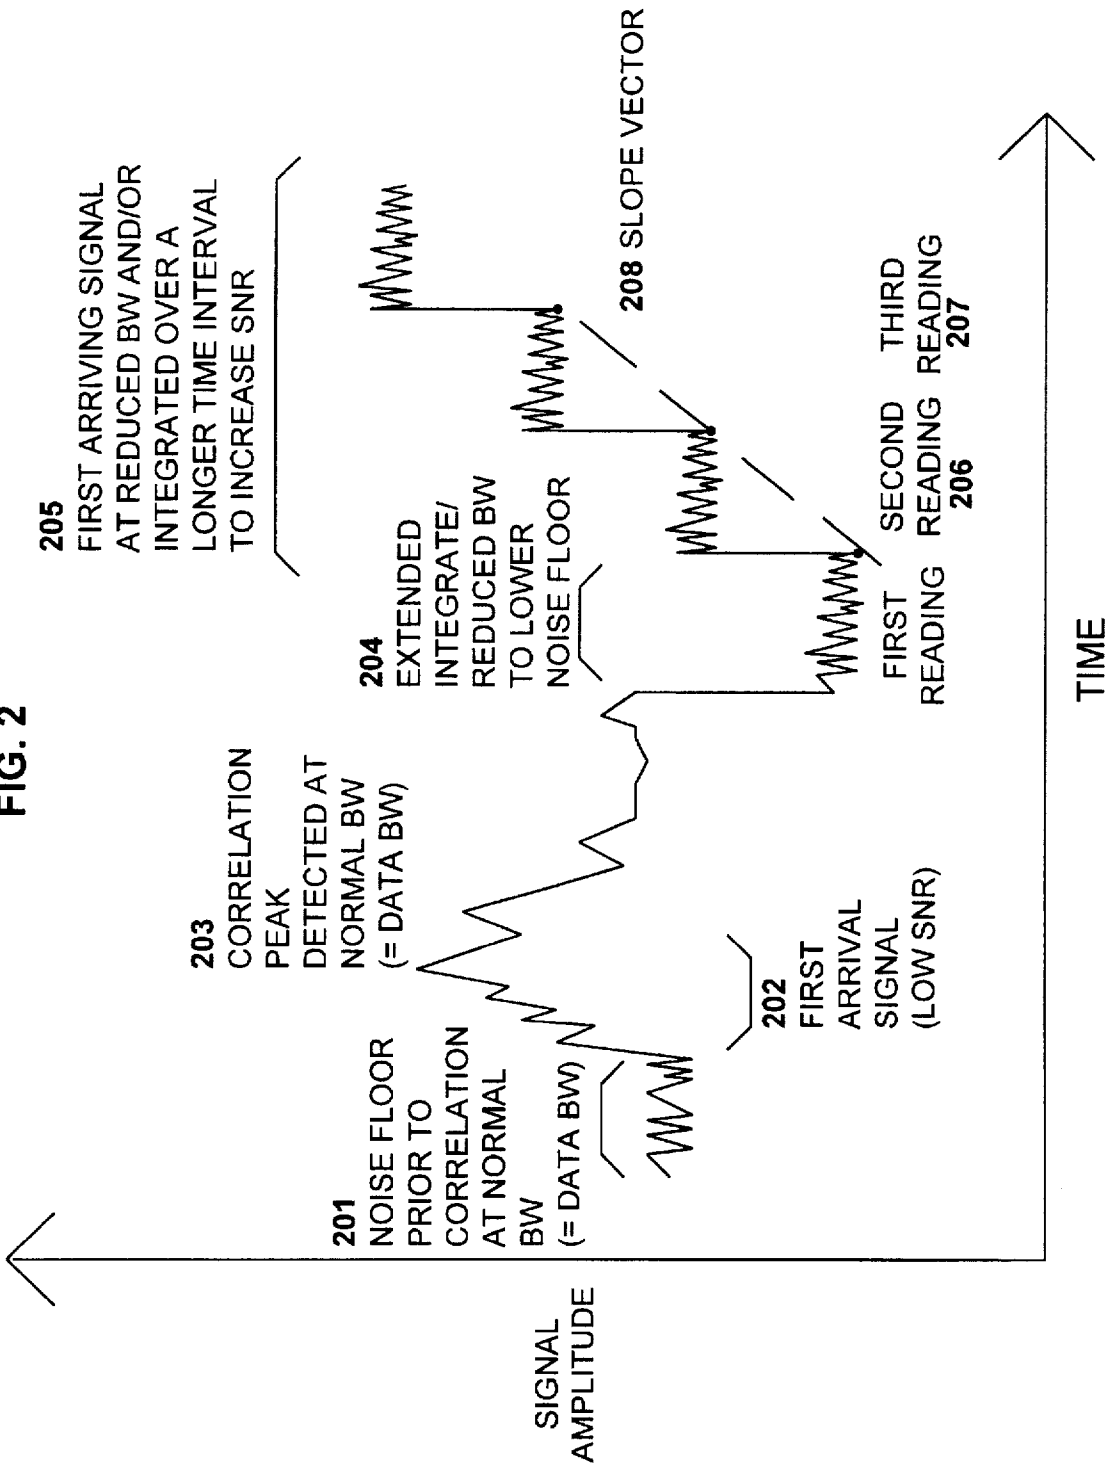 FIG. 2
205
FIRST ARRIVING SIGNAL
AT REDUCED BW AND/OR
INTEGRATED OVER A
LONGER TIME INTERVAL
TO INCREASE SNR
203
CORRELATION
PEAK
DETECTED AT
NORMAL BW
(= DATA BW)
201
NOISE FLOOR
PRIOR TO
CORRELATION
AT NORMAL
BW
(= DATA BW)
204
EXTENDED
INTEGRATE/
REDUCED BW
TO LOWER
NOISE FLOOR
208 SLOPE VECTOR
202
FIRST
ARRIVAL
SIGNAL
(LOW SNR)
FIRST
READING
SECOND
READING
206
THIRD
READING
207
SIGNAL
AMPLITUDE
TIME